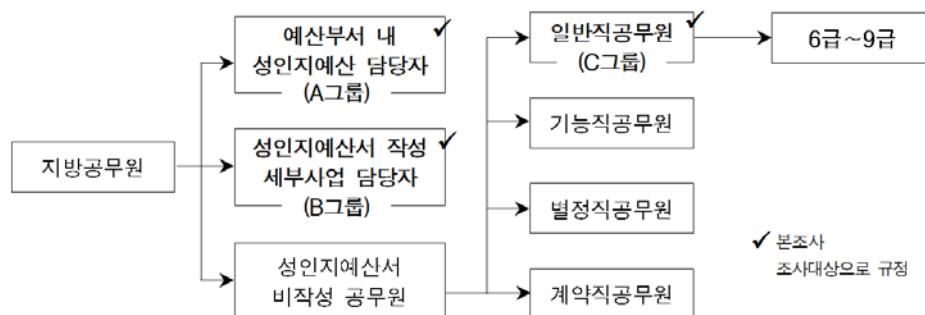 예산부서 내
성인지예산 담당자
(A그룹)
일반직공무원
(C그룹)
6급~9급
기능직공무원
지방공무원
성인지예산서 작성
세부사업 담당자
(B그룹)
별정직공무원
성인지예산서
비작성 공무원
계약직공무원
✓ 본조사
조사대상으로 규정